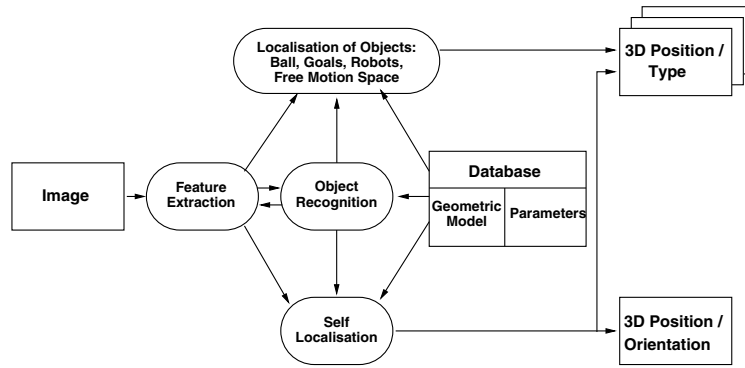 Localisation of Objects:
Ball, Goals, Robots,
Free Motion Space
3D Position /
Type
Image
Feature
Extraction
Object
Recognition
Database
Geometric
Model
Parameters
Self
Localisation
3D Position /
Orientation